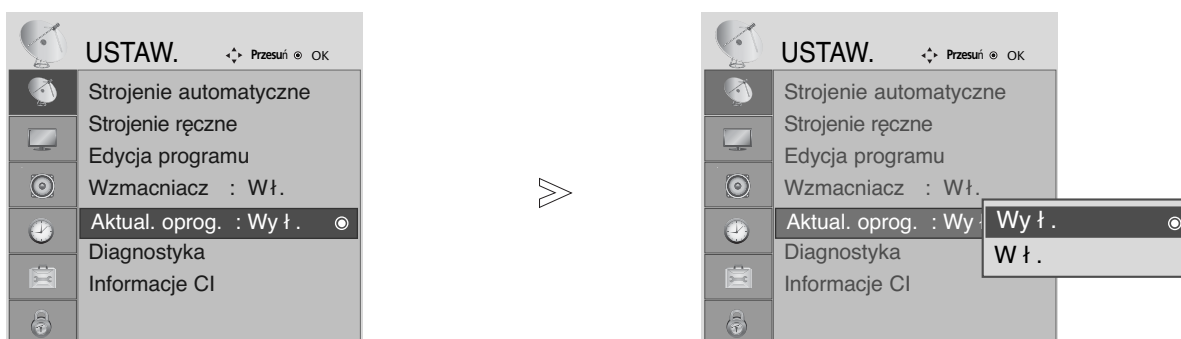 USTAW. Przesuń OK
Strojenie automatyczne
Strojenie ręczne
Edycja programu
Wzmacniacz : Wł.
Aktual. oprog. : Wył.
Diagnostyka
Informacje CI
USTAW. Przesuń OK
Strojenie automatyczne
Strojenie ręczne
Edycja programu
Wzmacniacz : Wł.
Aktual. oprog. : Wy
Wył.
Wł.
Diagnostyka
Informacje CI